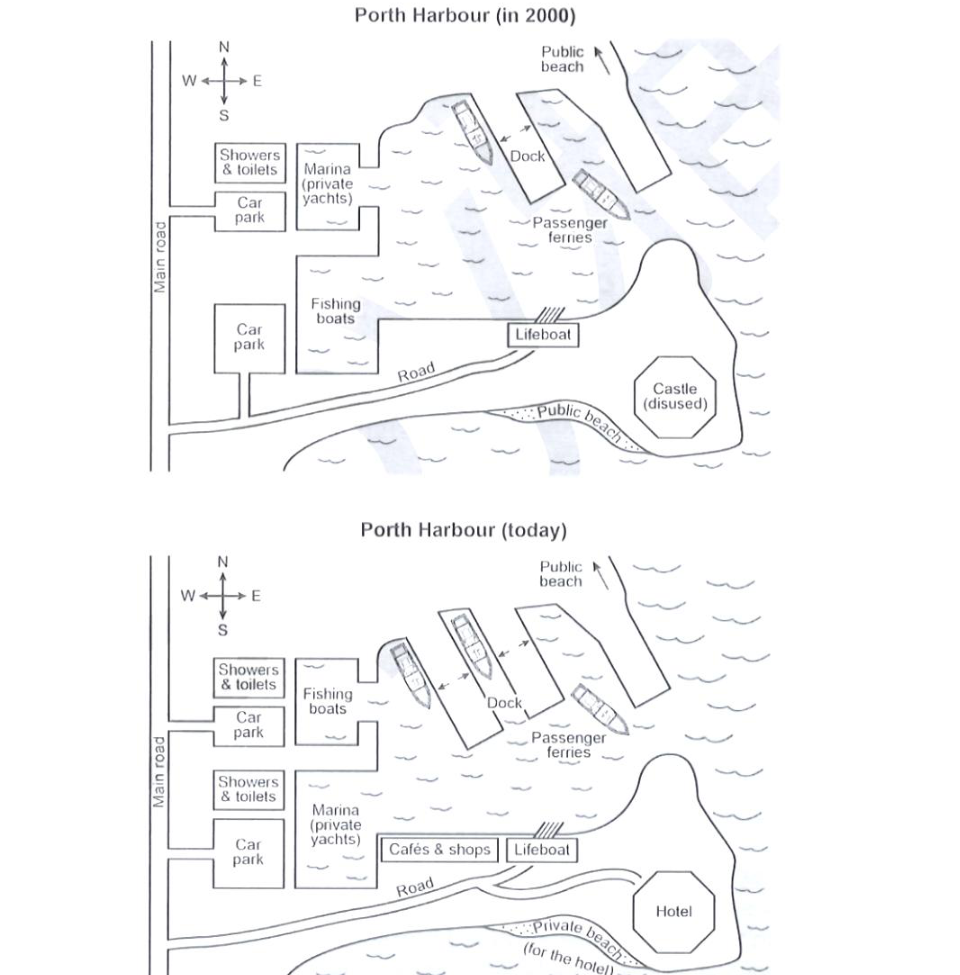 Porth Harbour (in 2000)
N
W E
S
Public
beach
Showers
& toilets
Marina
(private
yachts)
Car
park
Dock
Passenger
ferries
Main road
Fishing
boats
Car
park
Lifeboat
Road
Castle
(disused)
Public beach
Porth Harbour (today)
N
W E
S
Public
beach
Showers
& toilets
Fishing
boats
Car
park
Dock
Passenger
ferries
Main road
Showers
& toilets
Marina
(private
yachts)
Car
park
Cafés & shops
Lifeboat
Road
Hotel
Private beach
(for the hotel)